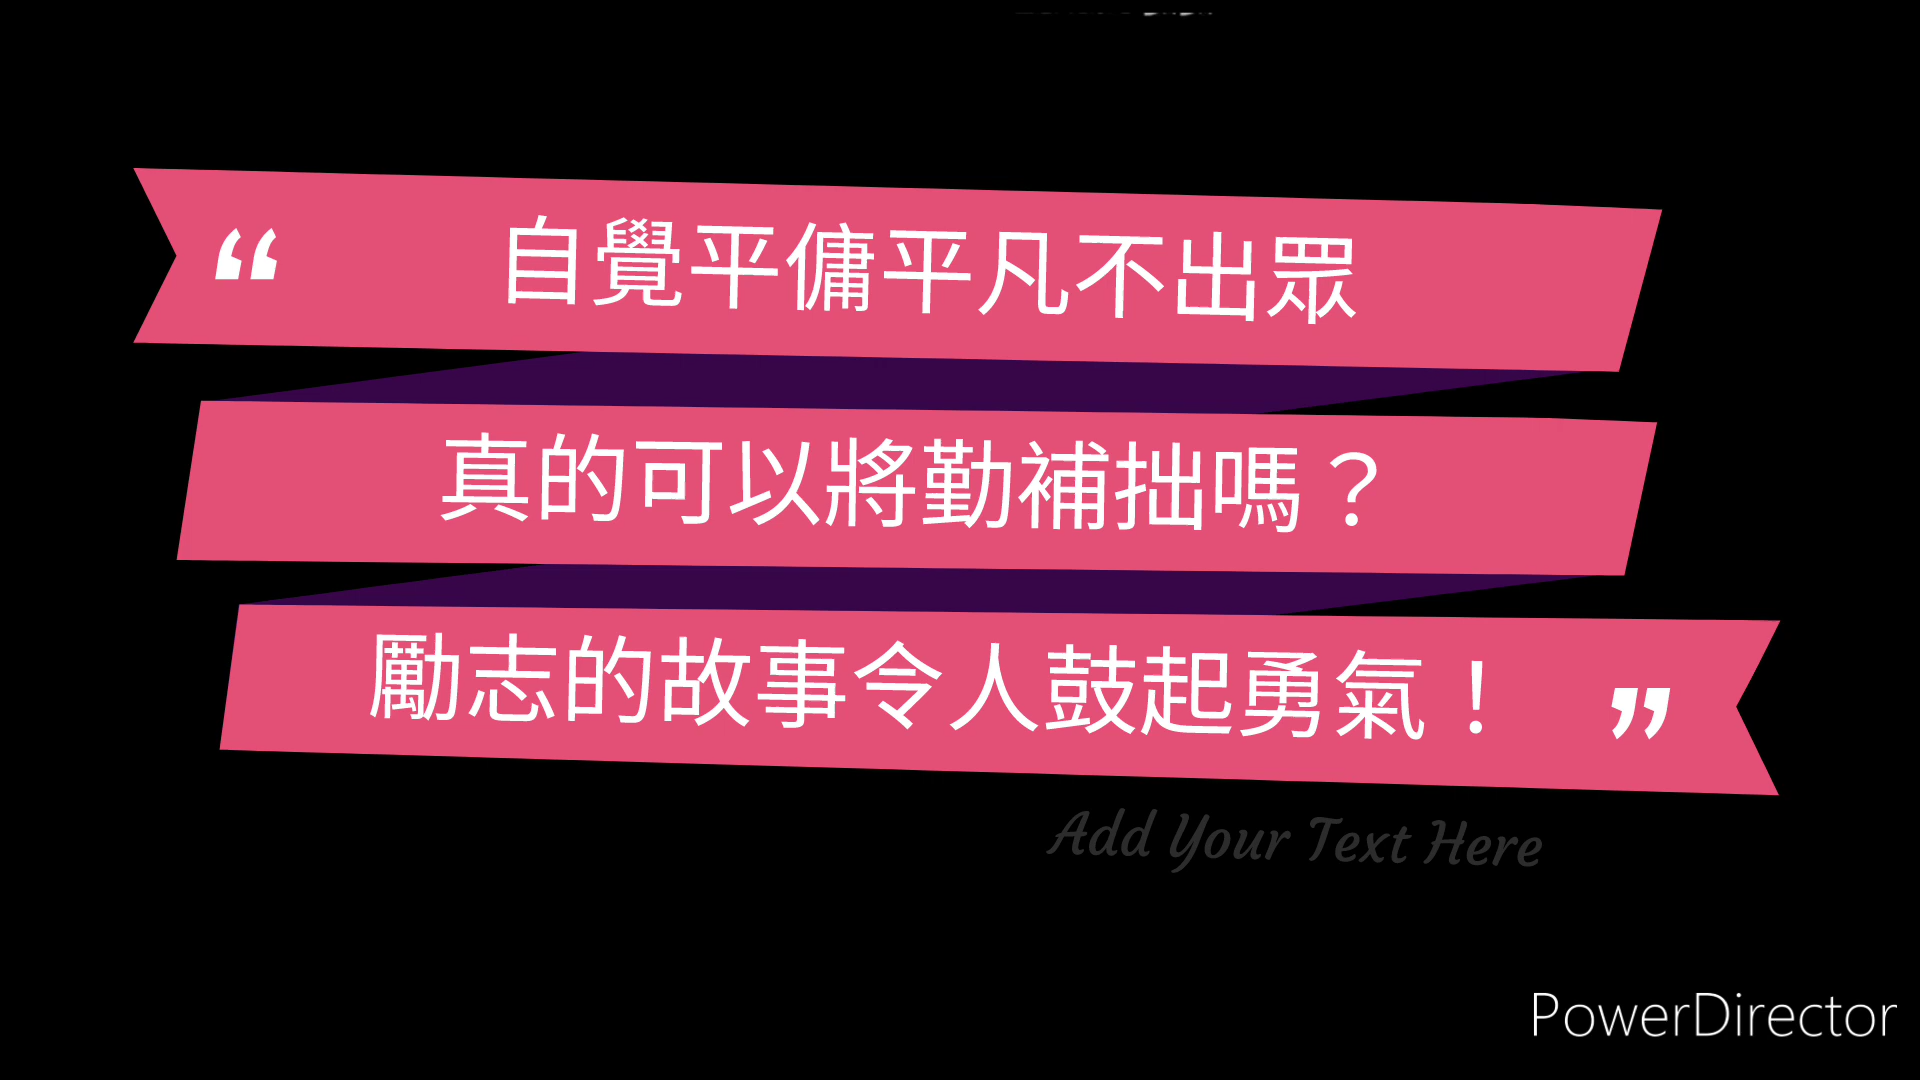 “ 自覺平傭平凡不出眾
真的可以將勤補拙嗎？
勵志的故事令人鼓起勇氣！ ”
Add Your Text Here
PowerDirector